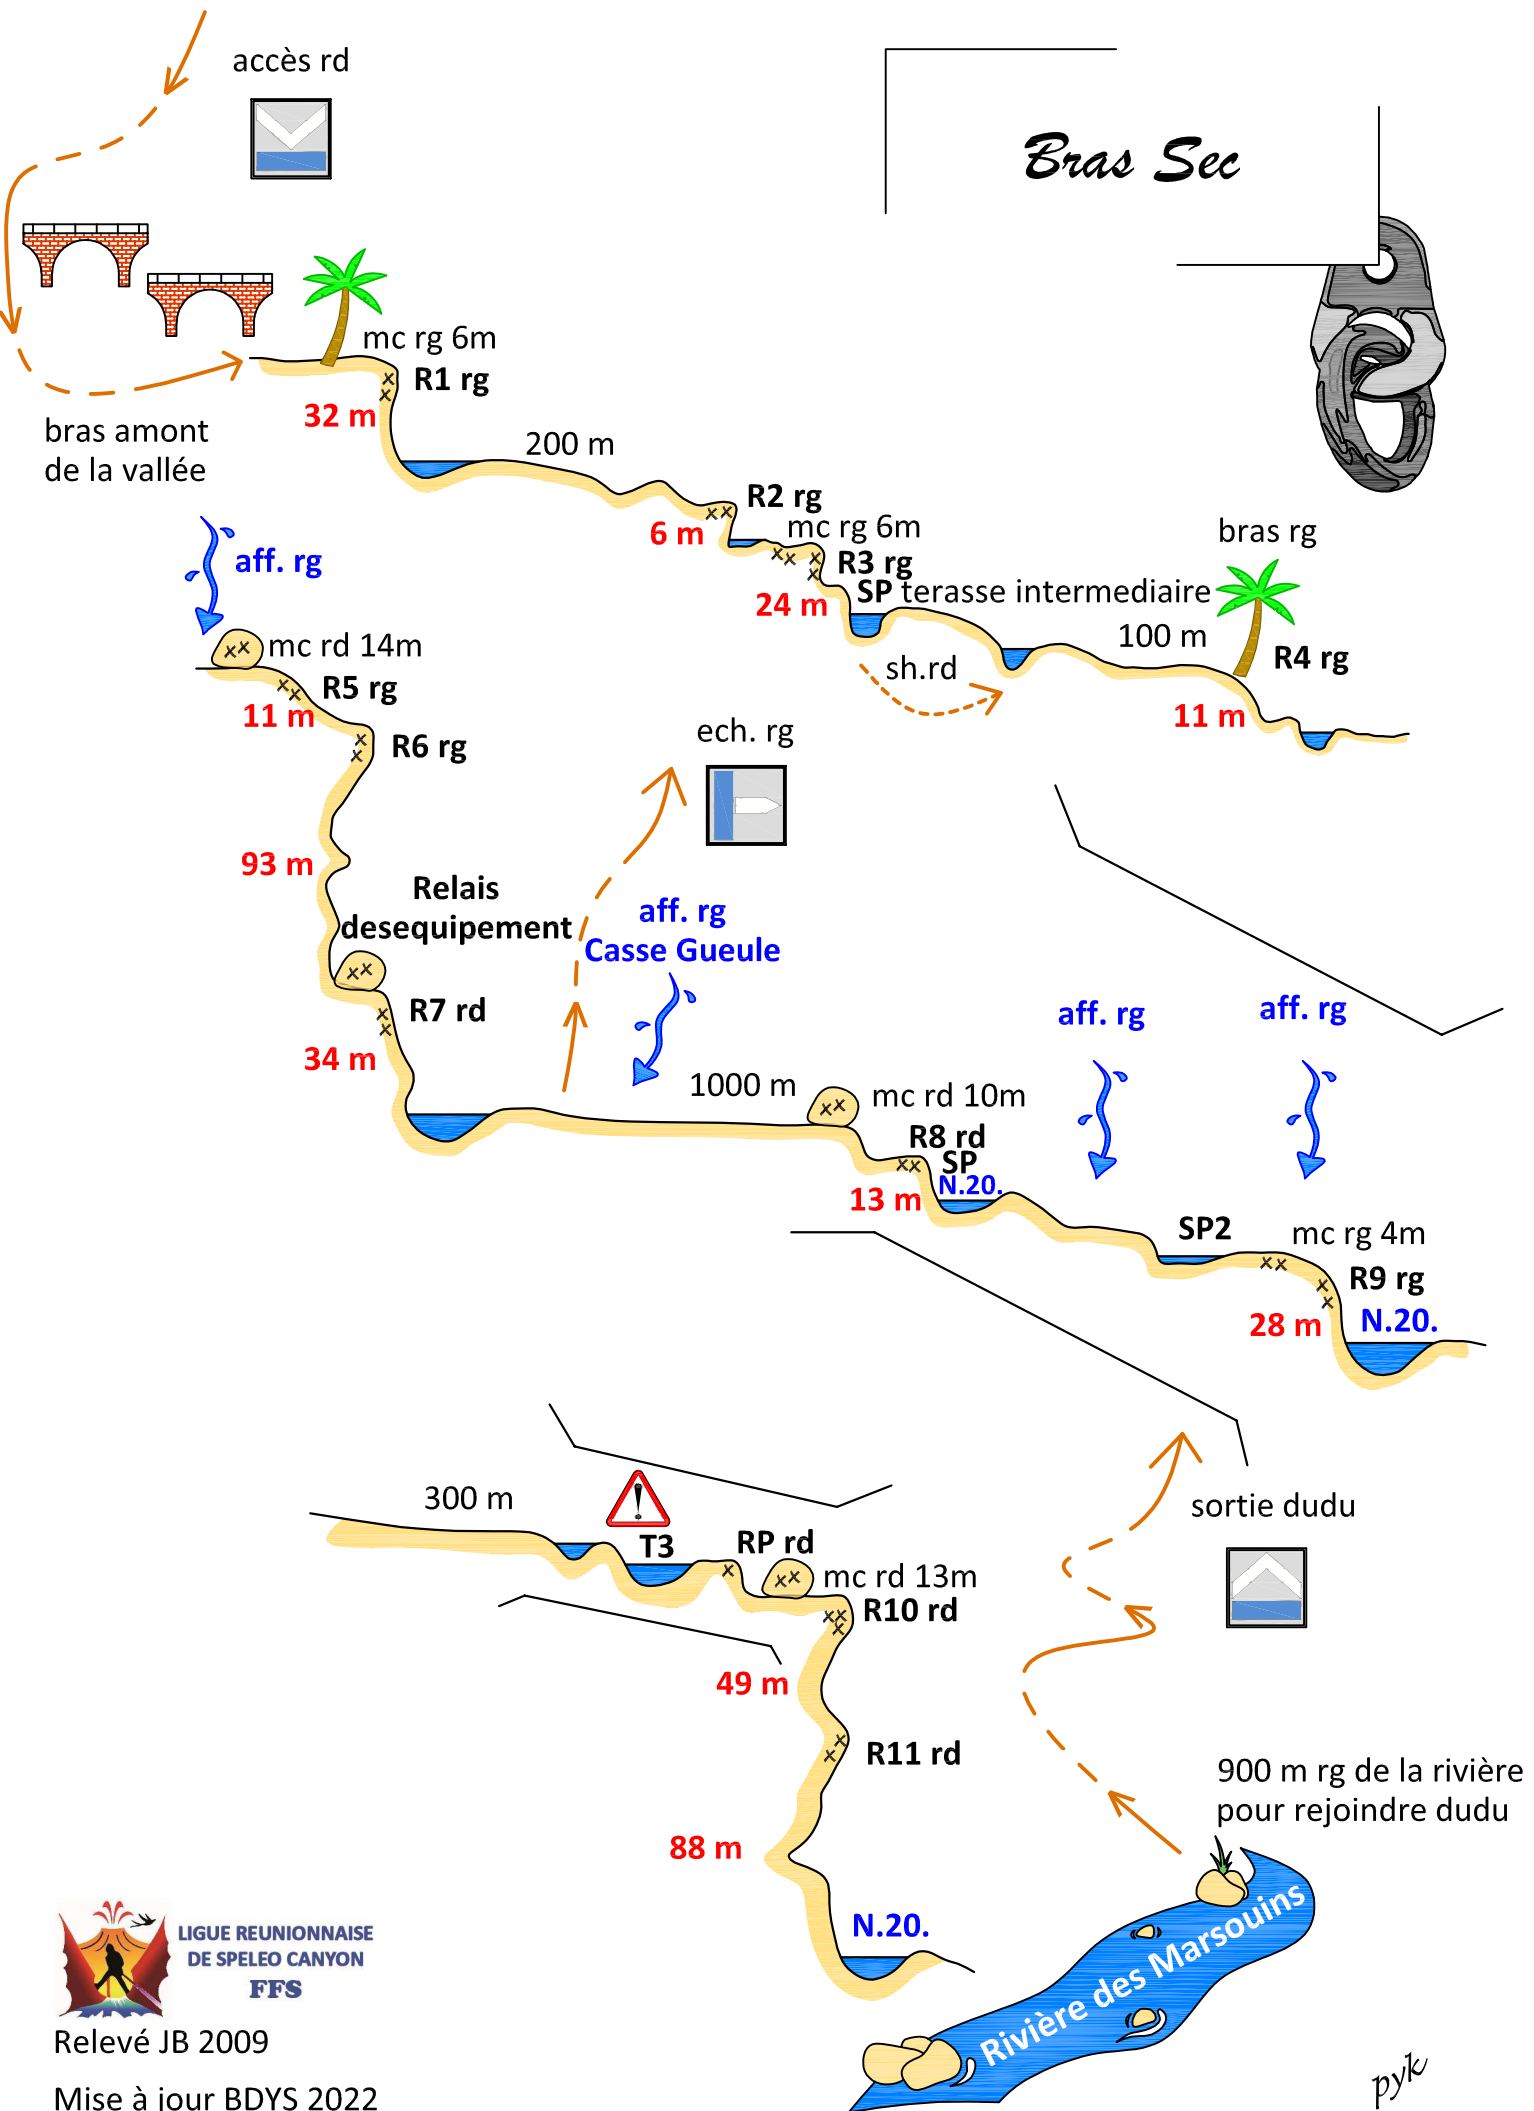 accès rd
Bras Sec
mc rg 6m
R1 rg
32 m
bras amont
de la vallée
200 m
R2 rg
6 m
mc rg 6m
R3 rg
24 m
SP terasse intermediaire
bras rg
100 m
R4 rg
sh.rd
11 m
aff. rg
mc rd 14m
R5 rg
11 m
R6 rg
ech. rg
93 m
Relais
desequipement
aff. rg
Casse Gueule
R7 rd
34 m
1000 m
mc rd 10m
R8 rd
SP
N.20.
13 m
aff. rg
aff. rg
SP2
mc rg 4m
R9 rg
28 m
N.20.
300 m
T3
RP rd
mc rd 13m
R10 rd
49 m
R11 rd
88 m
N.20.
sortie dudu
900 m rg de la rivière
pour rejoindre dudu
Rivière des Marsouins
LIGUE REUNIONNAISE
DE SPELEO CANYON
FFS
Relevé JB 2009
Mise à jour BDYS 2022
pyk